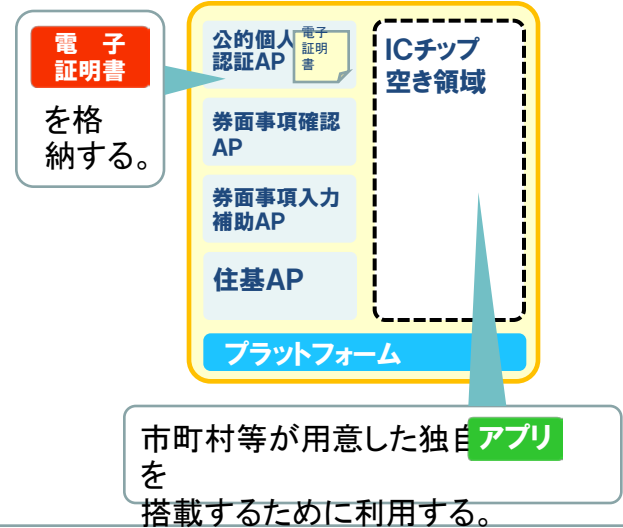 電 子
証明書
を格
納する。
公的個人
認証AP
電子
証明
書
券面事項確認
AP
券面事項入力
補助AP
住基AP
ICチップ
空き領域
プラットフォーム
市町村等が用意した独自アプリ
を
搭載するために利用する。